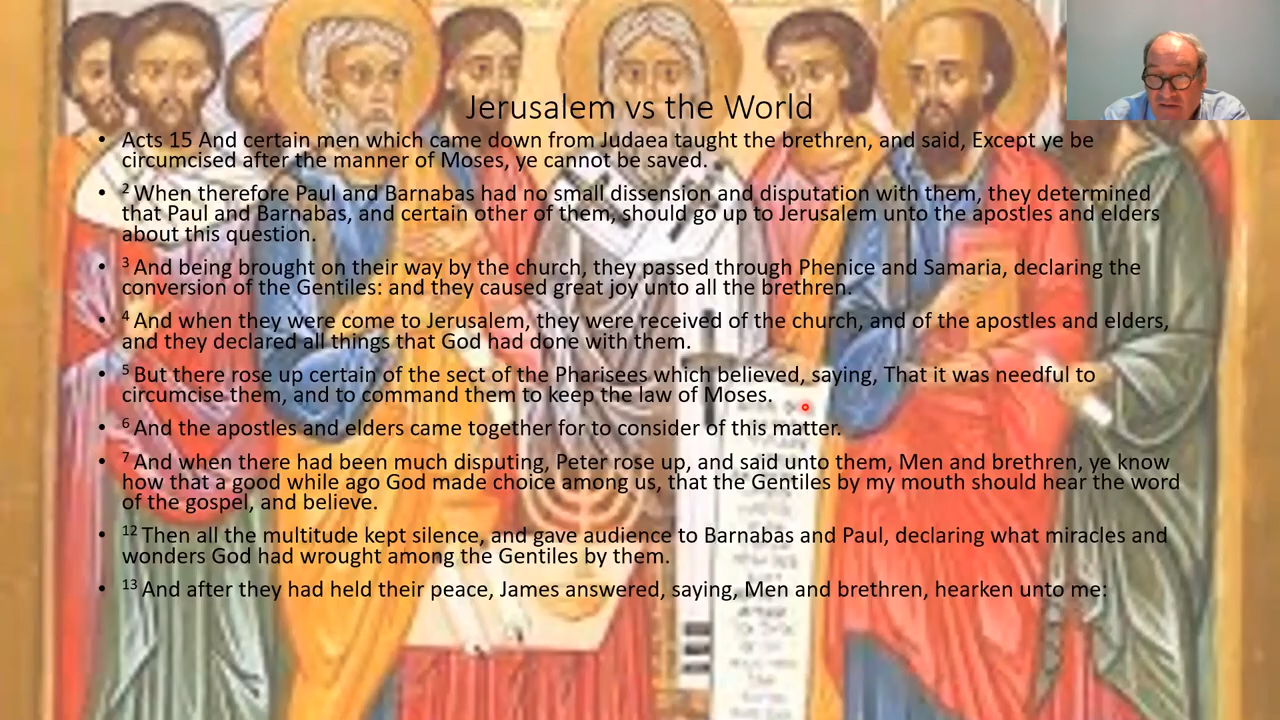 Jerusalem vs the World
• Acts 15 And certain men which came down from Judaea taught the brethren, and said, Except ye be
circumcised after the manner of Moses, ye cannot be saved.
• 2 When therefore Paul and Barnabas had no small dissension and disputation with them, they determined
that Paul and Barnabas, and certain other of them, should go up to Jerusalem unto the apostles and elders
about this question.
• 3 And being brought on their way by the church, they passed through Phenice and Samaria, declaring the
conversion of the Gentiles: and they caused great joy unto all the brethren.
• 4 And when they were come to Jerusalem, they were received of the church, and of the apostles and elders,
and they declared all things that God had done with them.
• 5 But there rose up certain of the sect of the Pharisees which believed, saying, That it was needful to
circumcise them, and to command them to keep the law of Moses.
• 6 And the apostles and elders came together for to consider of this matter.
• 7 And when there had been much disputing, Peter rose up, and said unto them, Men and brethren, ye know
how that a good while ago God made choice among us, that the Gentiles by my mouth should hear the word
of the gospel, and believe.
• 12 Then all the multitude kept silence, and gave audience to Barnabas and Paul, declaring what miracles and
wonders God had wrought among the Gentiles by them.
• 13 And after they had held their peace, James answered, saying, Men and brethren, hearken unto me: